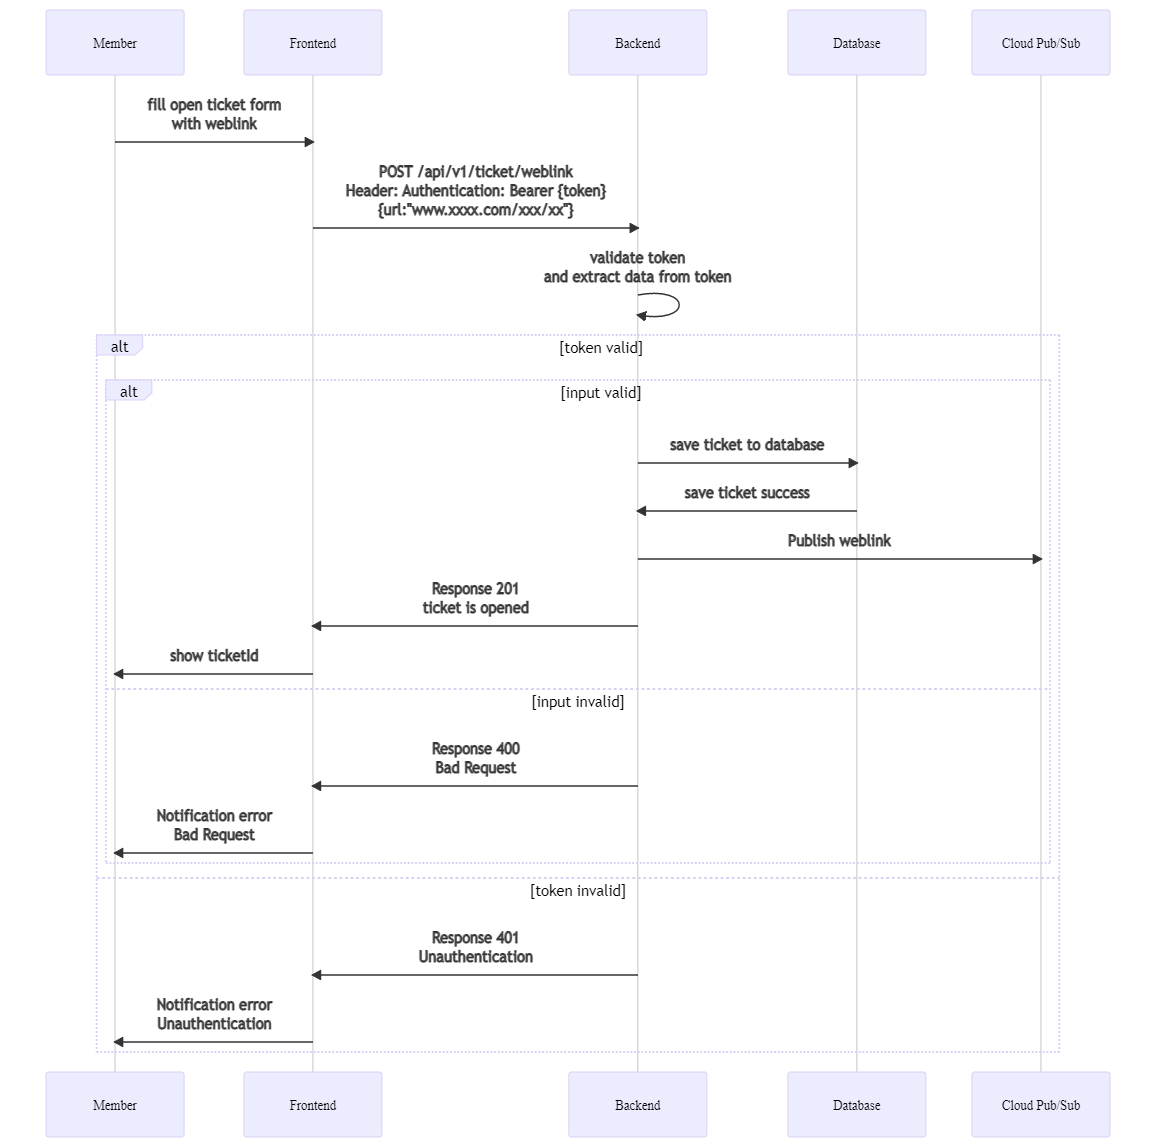 Member
Frontend
Backend
Database
Cloud Pub/Sub
fill open ticket form
with weblink
POST /api/v1/ticket/weblink
Header: Authentication: Bearer {token}
{url:"www.xxxx.com/xxx/xx"}
validate token
and extract data from token
alt
[token valid]
alt
[input valid]
save ticket to database
save ticket success
Publish weblink
Response 201
ticket is opened
show ticketId
[input invalid]
Response 400
Bad Request
Notification error
Bad Request
[token invalid]
Response 401
Unauthentication
Notification error
Unauthentication
Member
Frontend
Backend
Database
Cloud Pub/Sub